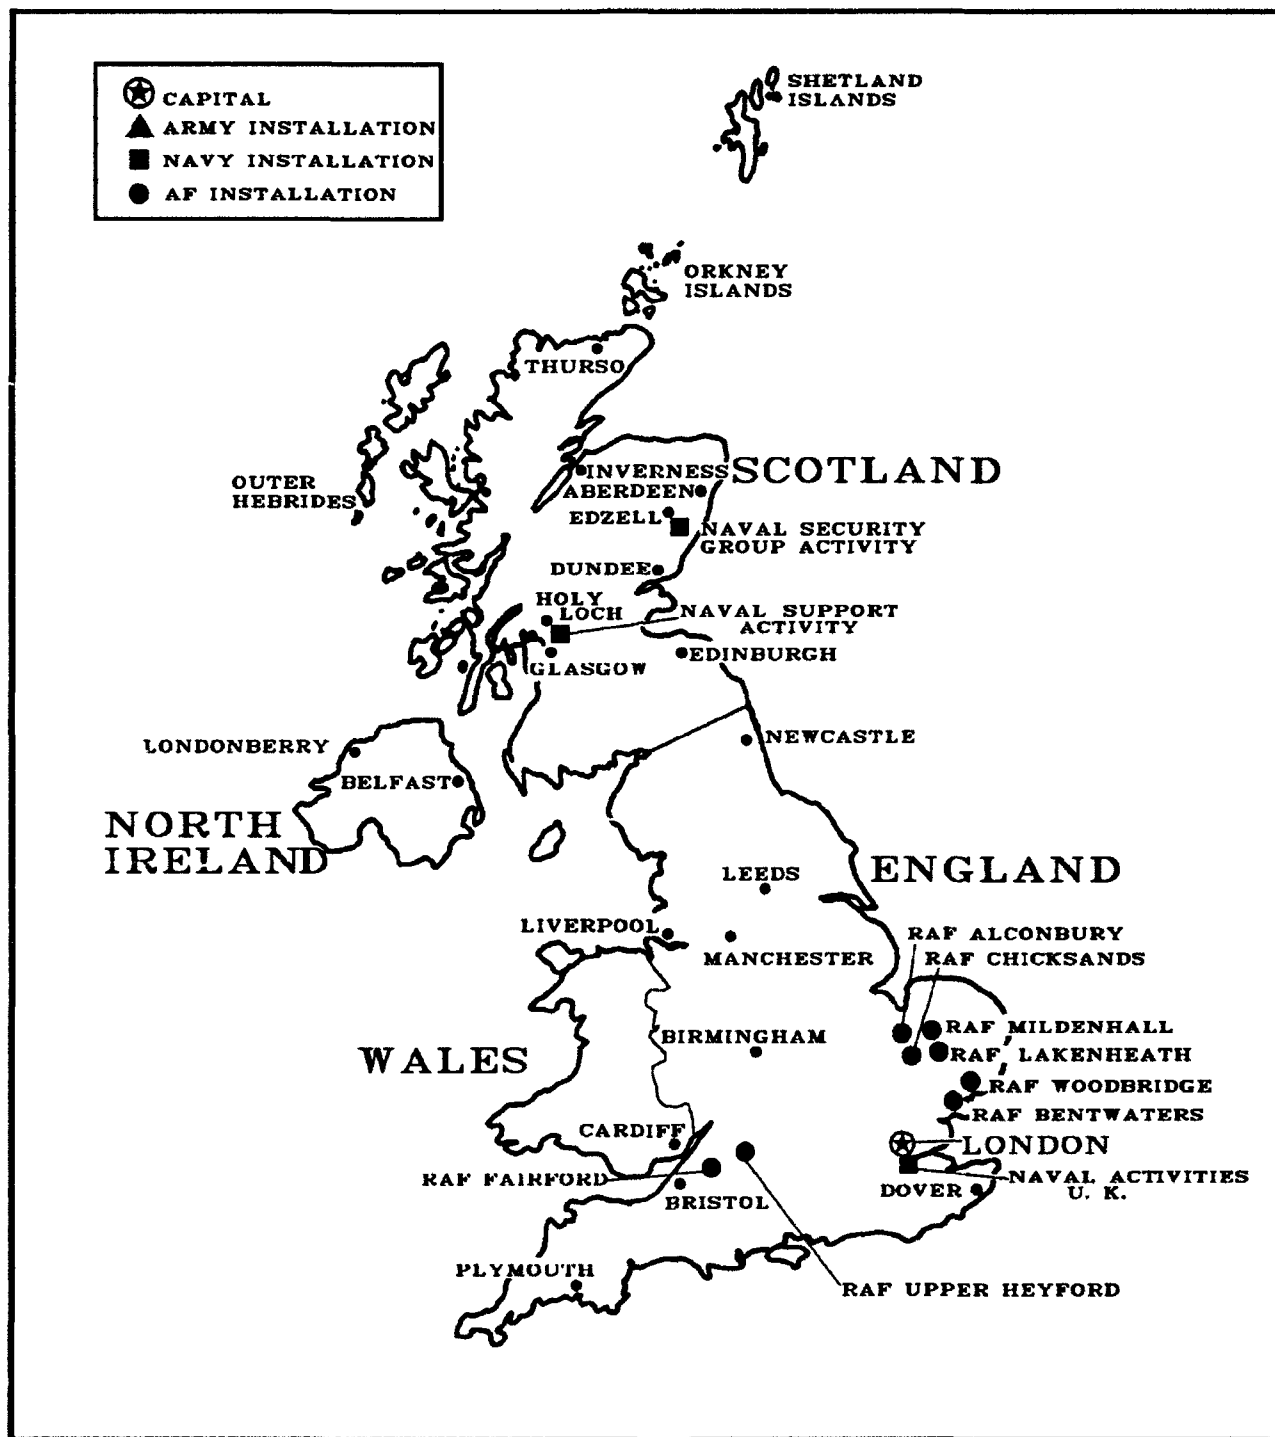 CAPITAL
ARMY INSTALLATION
NAVY INSTALLATION
AF INSTALLATION
SHETLAND
ISLANDS
ORKNEY
ISLANDS
THURSO
OUTER
HEBRIDES
INVERNESS
SCOTLAND
ABERDEEN
EDZELL
NAVAL SECURITY
GROUP ACTIVITY
DUNDEE
HOLY
LOCH
NAVAL SUPPORT
ACTIVITY
GLASGOW
EDINBURGH
LONDONBERRY
NEWCASTLE
BELFAST
NORTH
IRELAND
LEEDS
ENGLAND
LIVERPOOL
MANCHESTER
RAF ALCONBURY
RAF CHICKSANDS
RAF MILDENHALL
BIRMINGHAM
WALES
RAF LAKENHEATH
RAF WOODBRIDGE
RAF BENTWATERS
CARDIFF
LONDON
RAF FAIRFORD
NAVAL ACTIVITIES
U. K.
DOVER
BRISTOL
PLYMOUTH
RAF UPPER HEYFORD